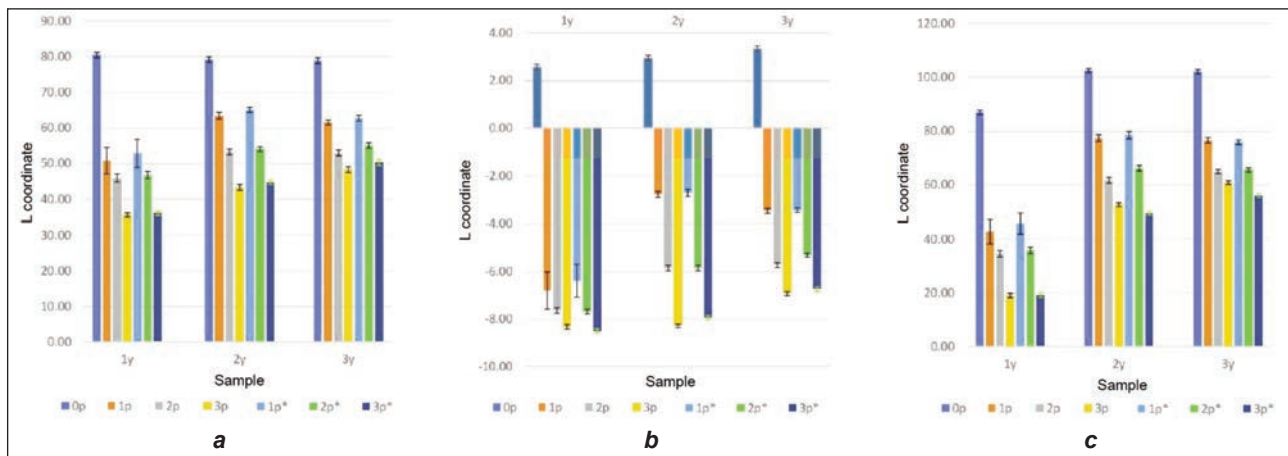 90.00
80.00
70.00
60.00
50.00
40.00
30.00
20.00
10.00
0.00
L coordinate
1y 2y 3y
Sample
0p 1p 2p 3p 1p* 2p* 3p*
a
1y 2y 3y
4.00
2.00
0.00
-2.00
-4.00
-6.00
-8.00
-10.00
L coordinate
Sample
0p 1p 2p 3p 1p* 2p* 3p*
b
120.00
100.00
80.00
60.00
40.00
20.00
0.00
L coordinate
1y 2y 3y
Sample
0p 1p 2p 3p 1p* 2p* 3p*
c